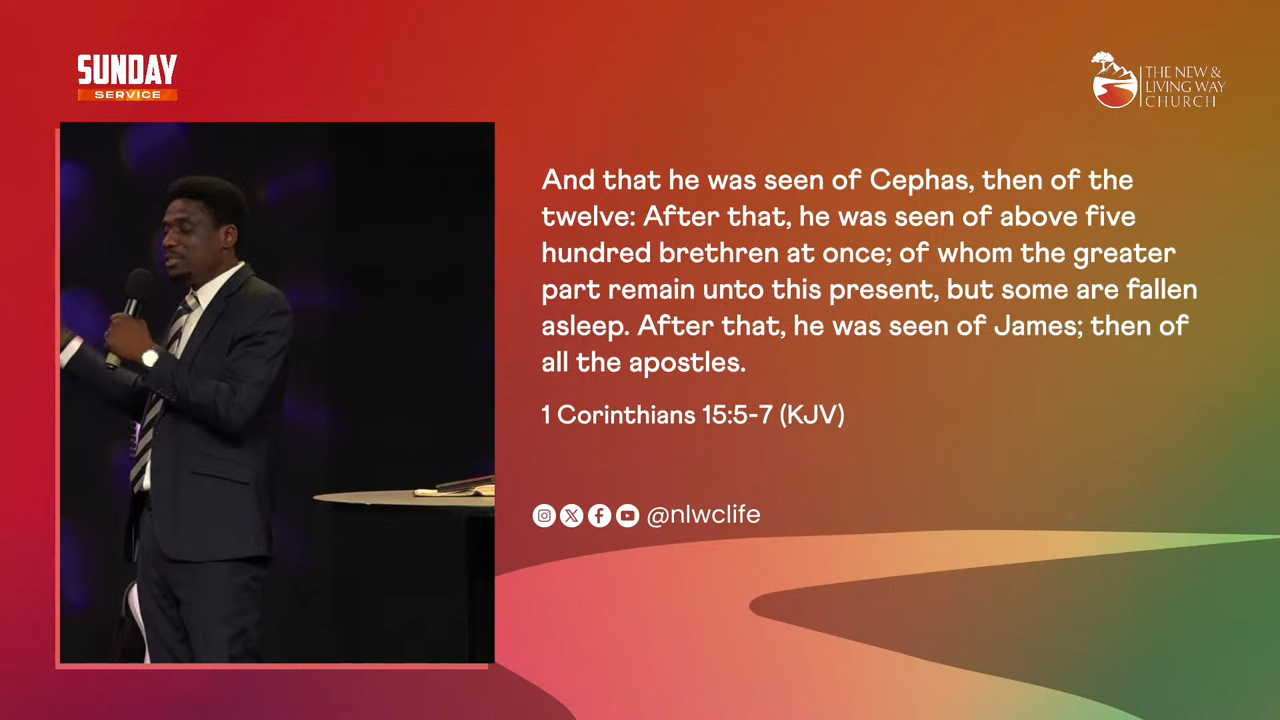 SUNDAY
SERVICE
THE NEW &
LIVING WAY
CHURCH
And that he was seen of Cephas, then of the
twelve: After that, he was seen of above five
hundred brethren at once; of whom the greater
part remain unto this present, but some are fallen
asleep. After that, he was seen of James; then of
all the apostles.
1 Corinthians 15:5-7 (KJV)
@nlwclife